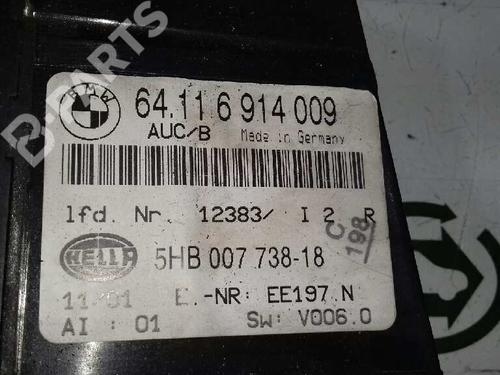 B-PARTS
BMW
64.11 6 914 009
AUC/B Made in Germany
lfd. Nr. 12383/ I 2 R
C
198
HELLA 5HB 007 738-18
11/01 E.-NR: EE197.N
AI : 01 SW: V006.0